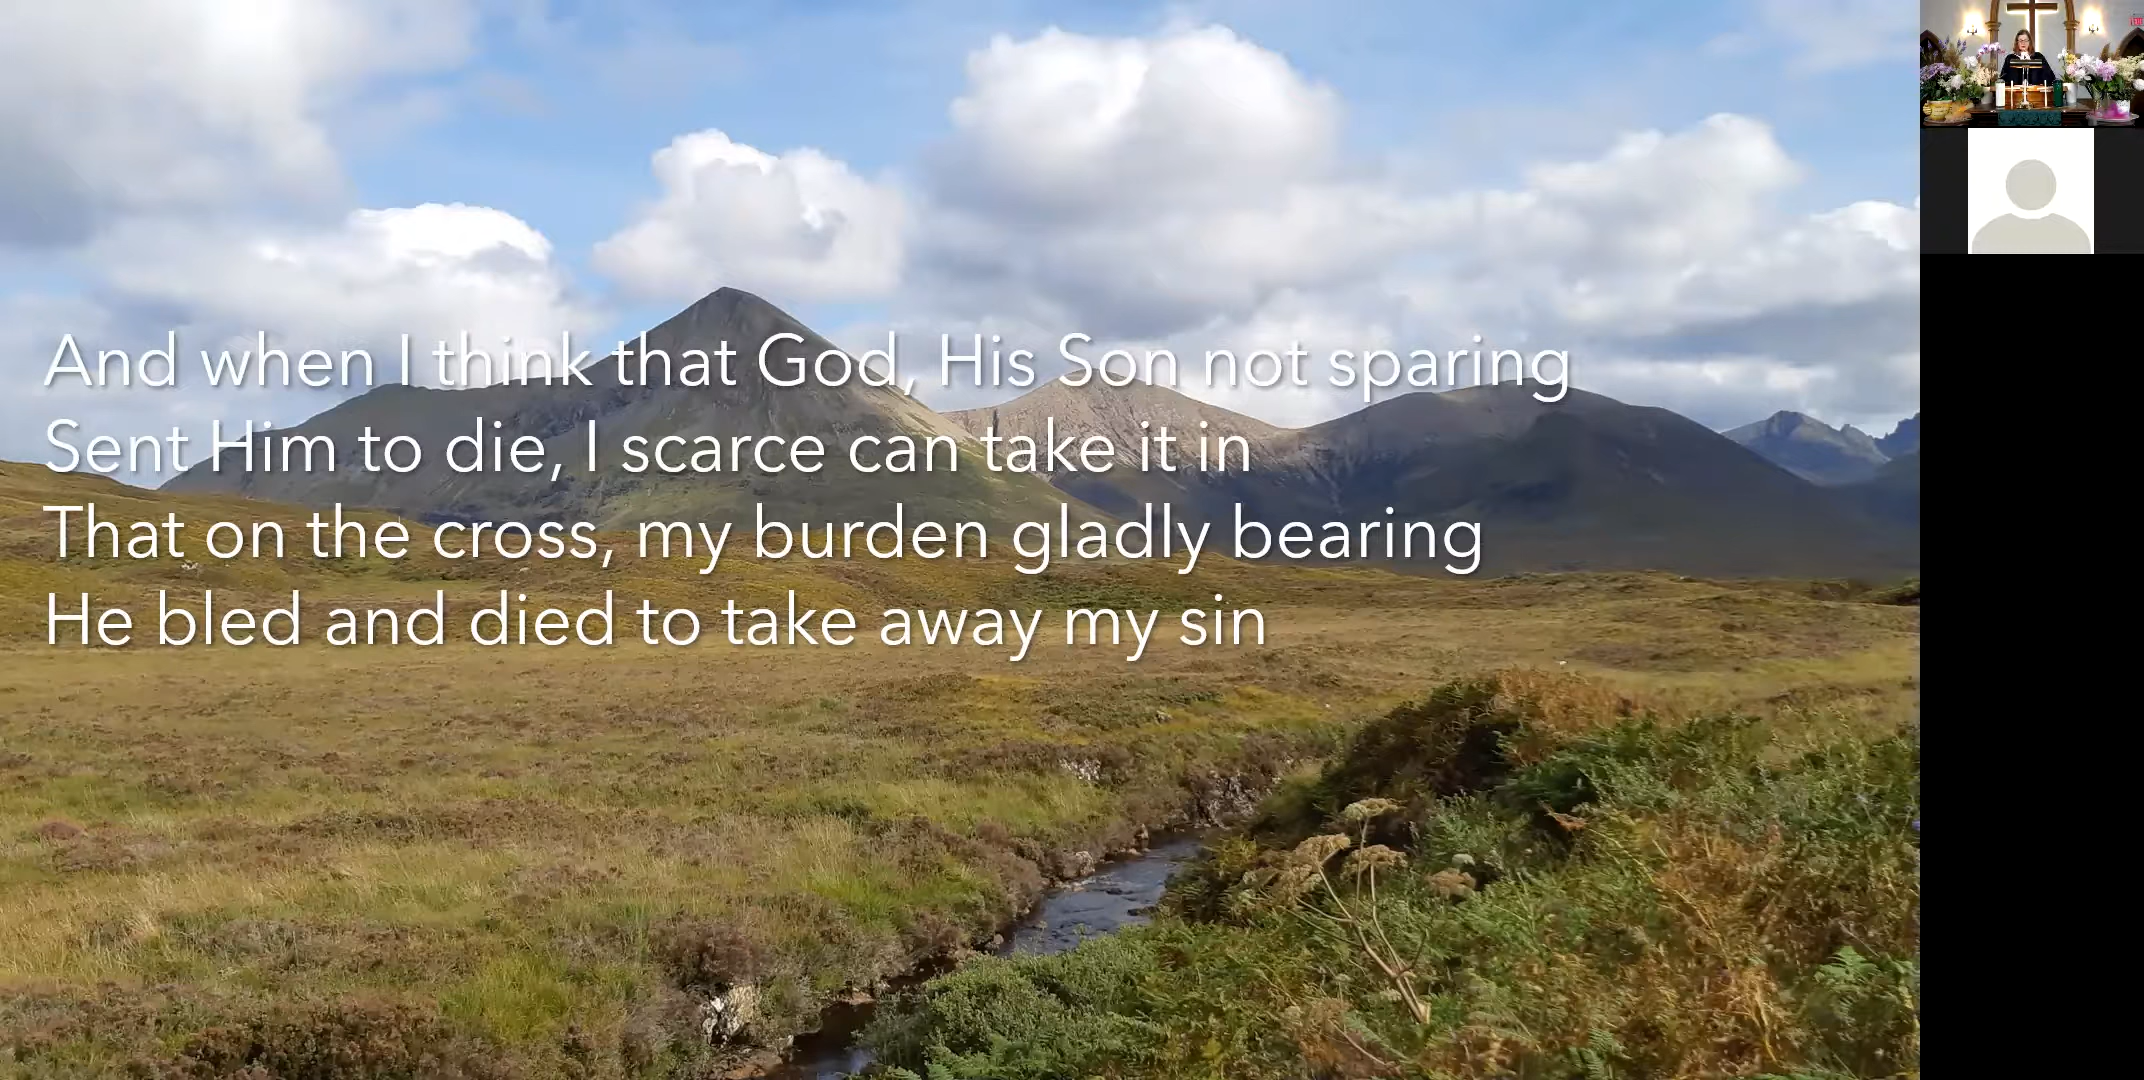 And when I think that God, His Son not sparing
Sent Him to die, I scarce can take it in
That on the cross, my burden gladly bearing
He bled and died to take away my sin